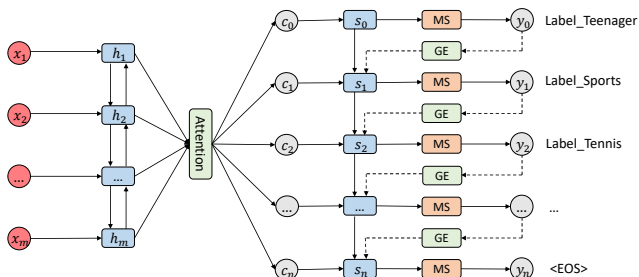 c₀ s₀ MS y₀ Label_Teenager
x₁ h₁ GE
c₁ s₁ MS y₁ Label_Sports
x₂ h₂ GE
Attention
c₂ s₂ MS y₂ Label_Tennis
... ... GE
... ... MS ... ...
xₘ hₘ GE
cₙ sₙ MS yₙ <EOS>